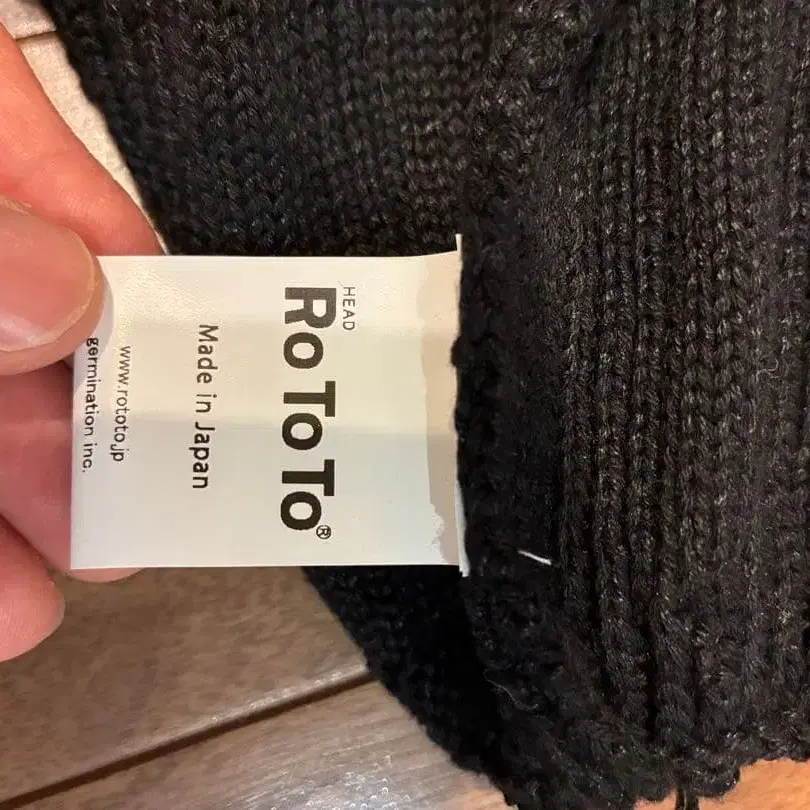 HEAD
RoToTo®
Made in Japan
www.rototo.jp
germination inc.